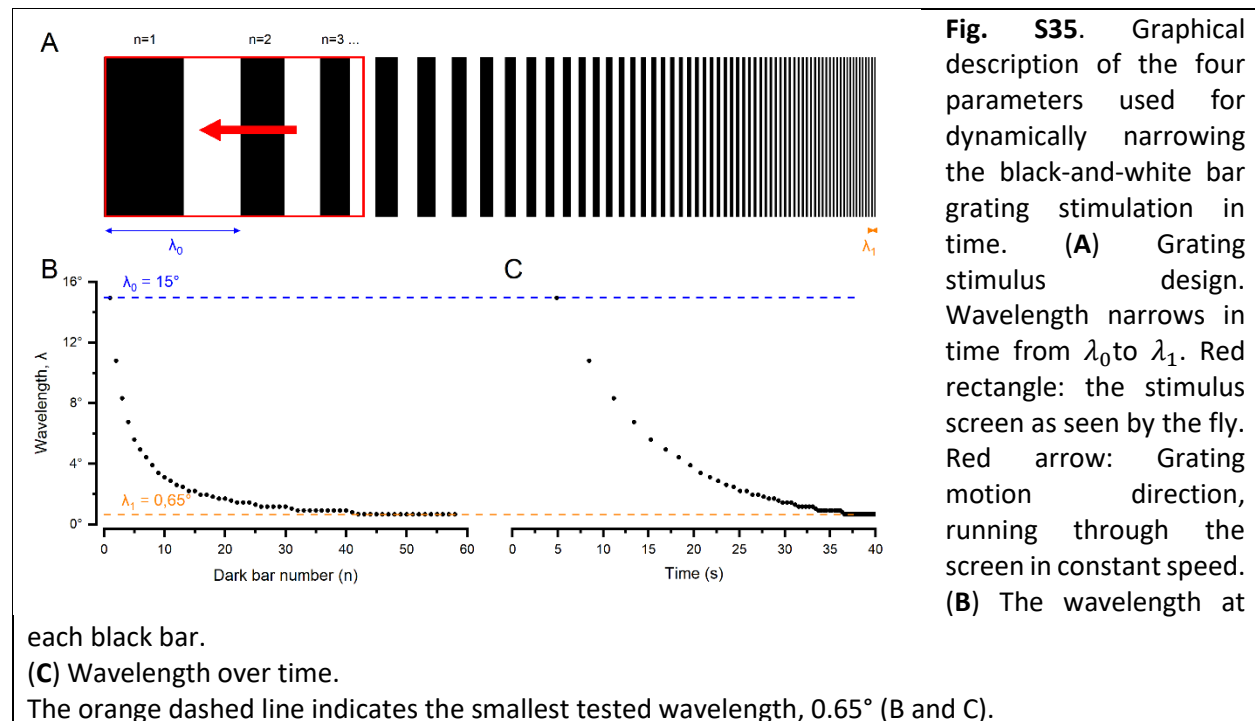 A
n=1
n=2
n=3 ...
λ0
λ1
B
C
16°
12°
8°
4°
0°
Wavelength, λ
λ0 = 15°
λ1 = 0,65°
0
10
20
30
40
50
60
Dark bar number (n)
0
5
10
15
20
25
30
35
40
Time (s)
Fig. S35. Graphical
description of the four
parameters used for
dynamically narrowing
the black-and-white bar
grating stimulation in
time. (A) Grating
stimulus design.
Wavelength narrows in
time from λ0to λ1. Red
rectangle: the stimulus
screen as seen by the fly.
Red arrow: Grating
motion direction,
running through the
screen in constant speed.
(B) The wavelength at
each black bar.
(C) Wavelength over time.
The orange dashed line indicates the smallest tested wavelength, 0.65° (B and C).